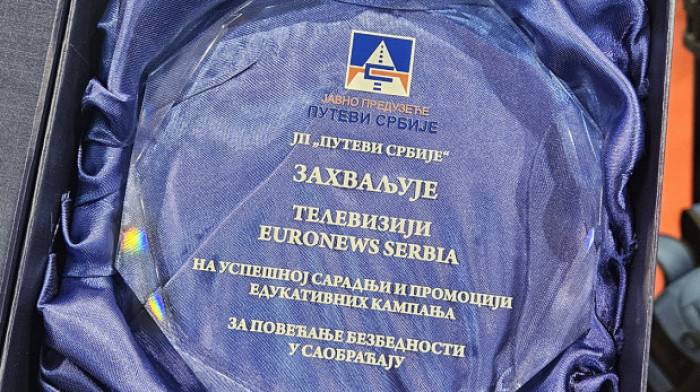 ЈАВНО ПРЕДУЗЕЋЕ
ПУТЕВИ СРБИЈЕ
ЈП „ПУТЕВИ СРБИЈЕ“
ЗАХВАЉУЈЕ
ТЕЛЕВИЗИЈИ
EURONEWS SERBIA
НА УСПЕШНОЈ САРАДЊИ И ПРОМОЦИЈИ
ЕДУКАТИВНИХ КАМПАЊА
ЗА ПОВЕЋАЊЕ БЕЗБЕДНОСТИ
У САОБРАЋАЈУ